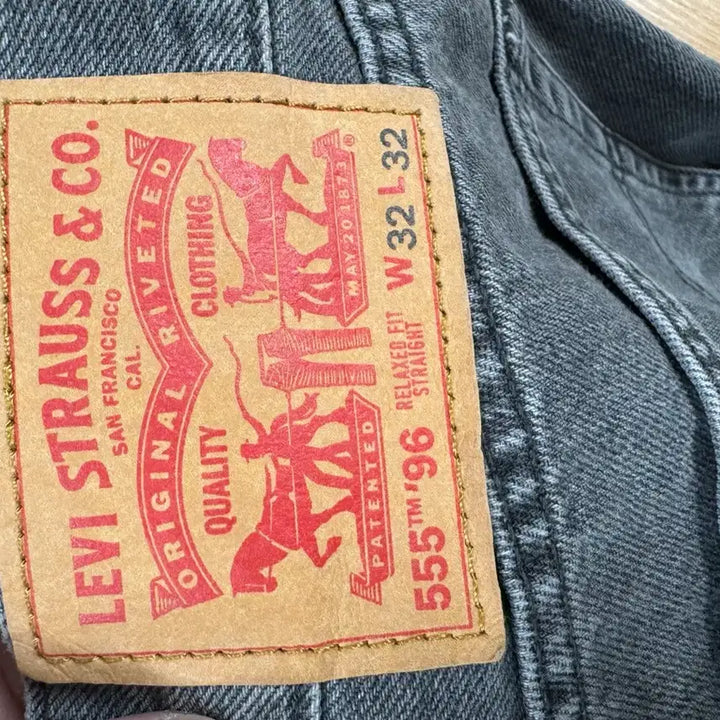 LEVI STRAUSS & CO.
SAN FRANCISCO
CAL.
ORIGINAL RIVETED
QUALITY CLOTHING
PATENTED MAY 20 1873 ®
555™ '96 RELAXED FIT
STRAIGHT
W 32 L 32